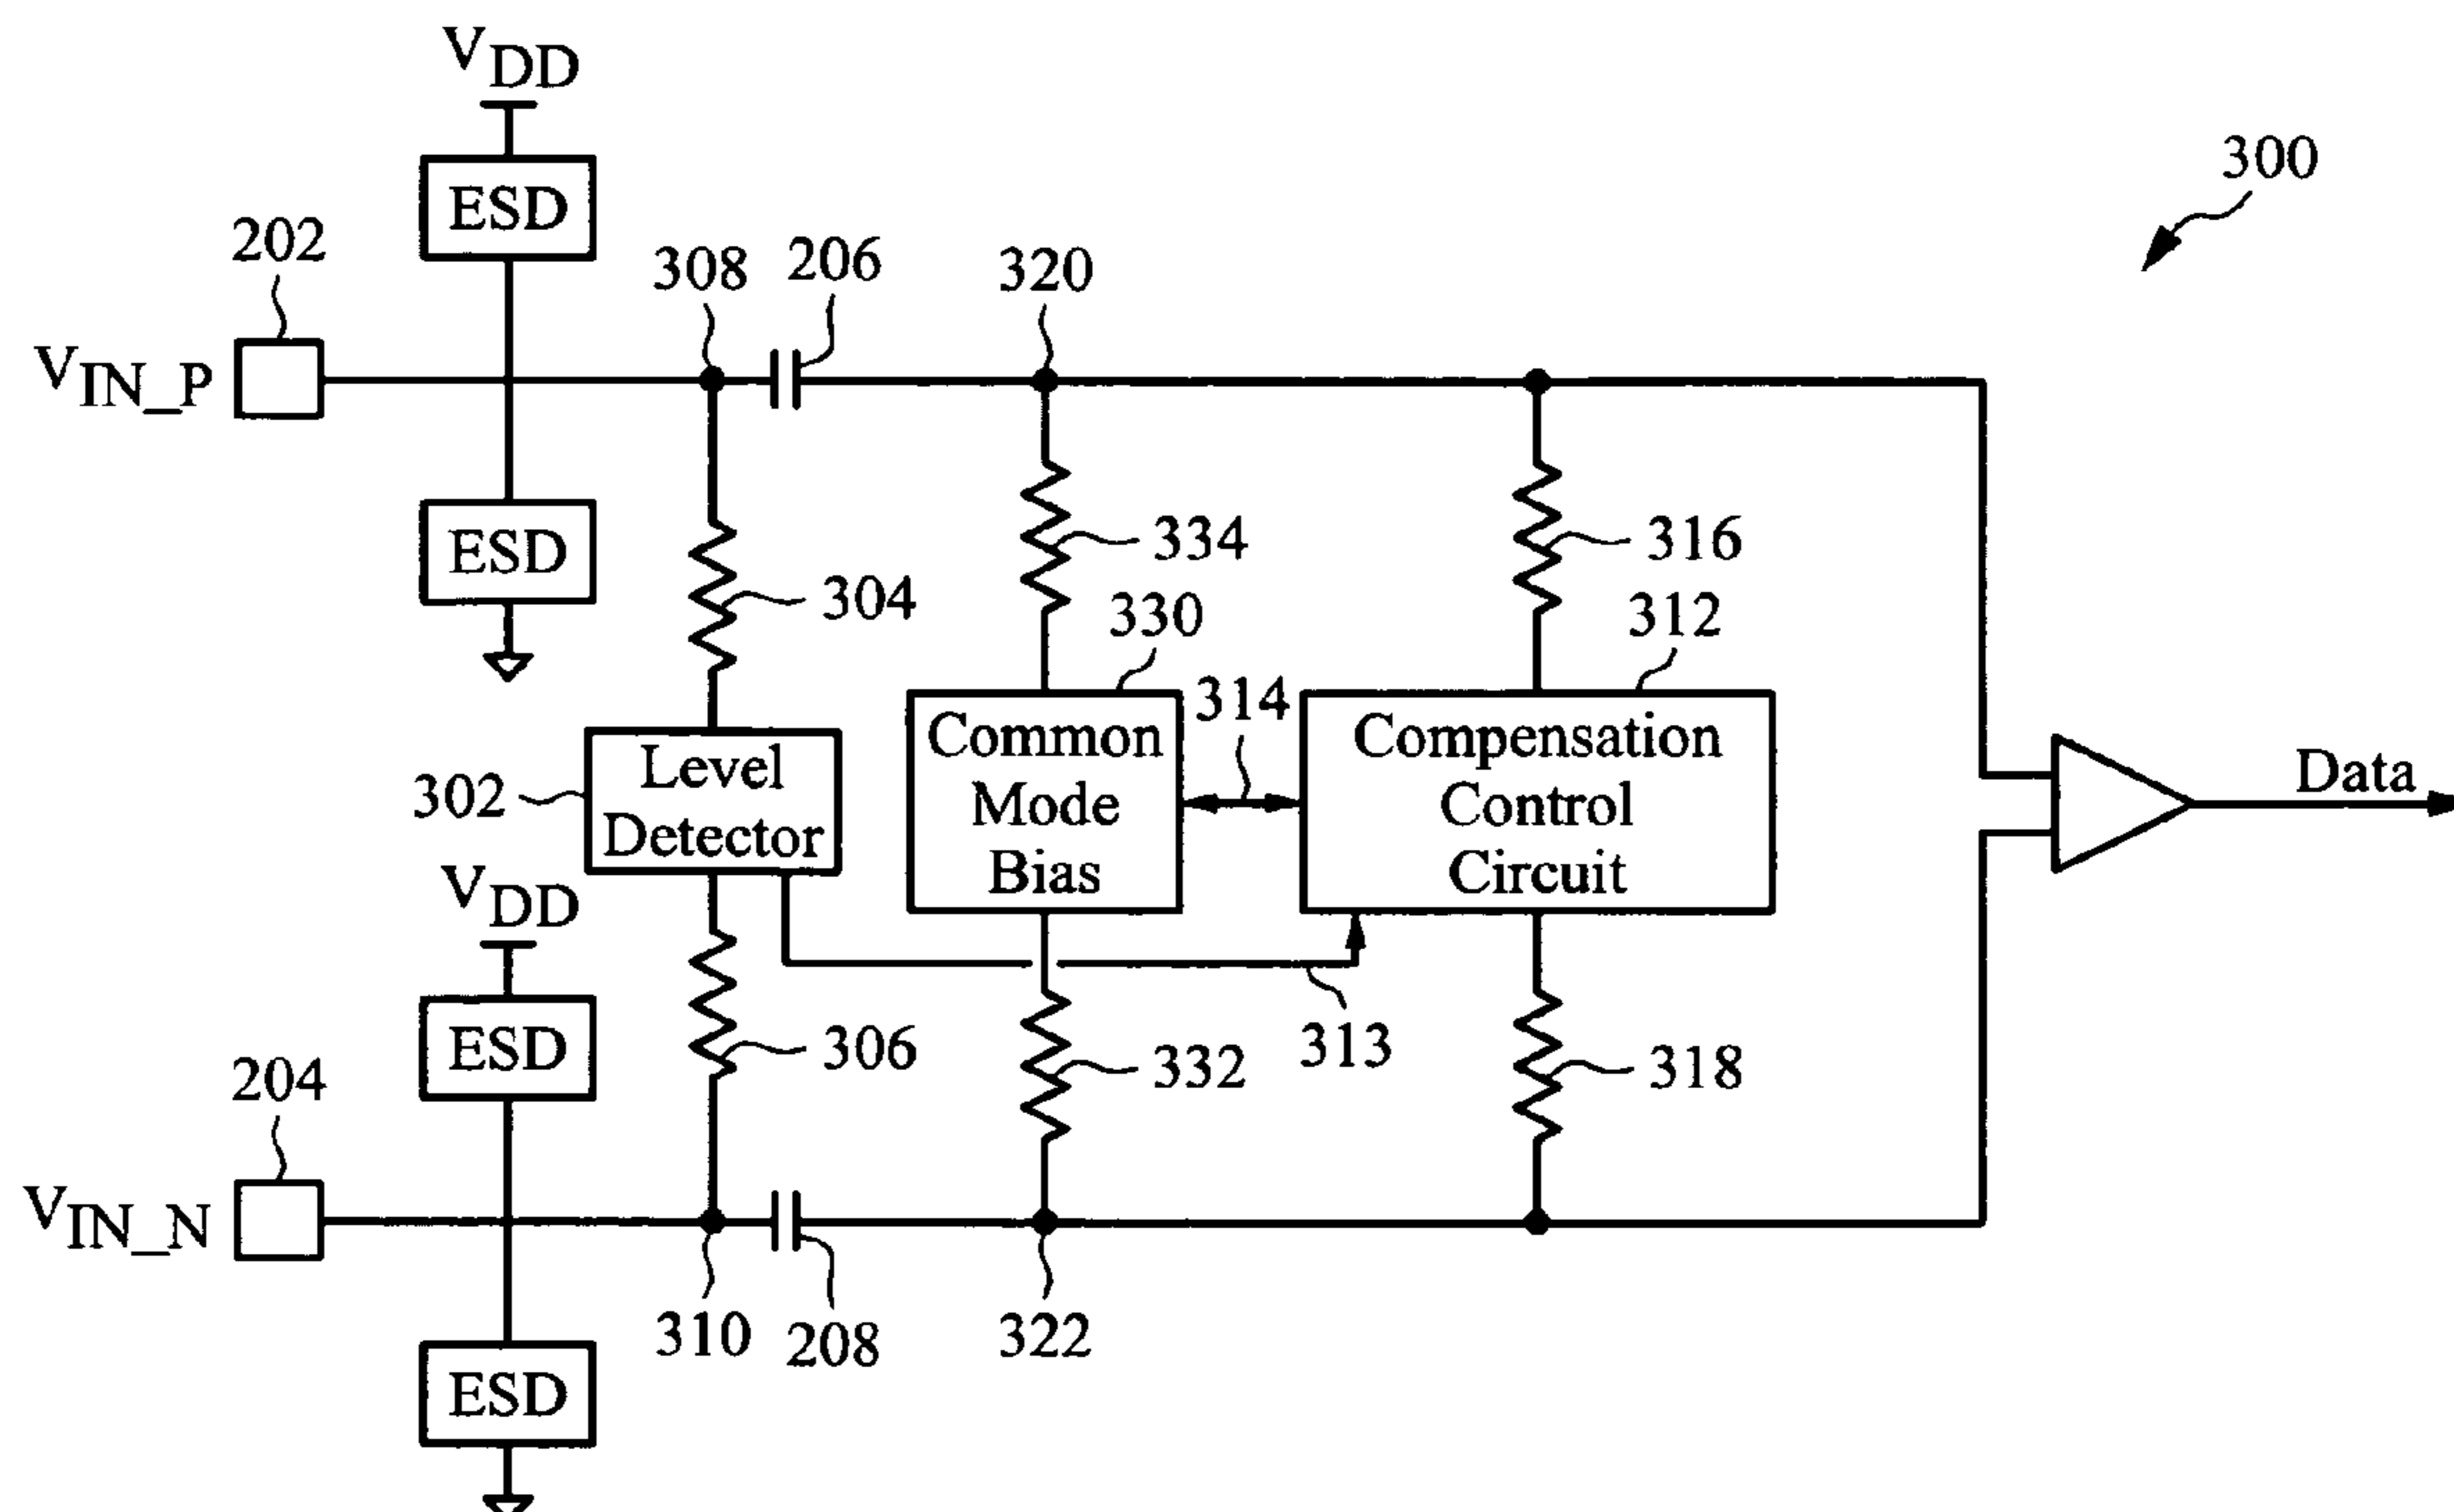 VDD
300
ESD
202
308
206
320
VIN_P
ESD
334
316
304
330
312
314
Level
Detector
302
Common
Mode
Bias
Compensation
Control
Circuit
Data
VDD
ESD
306
313
332
318
204
VIN_N
310
208
322
ESD